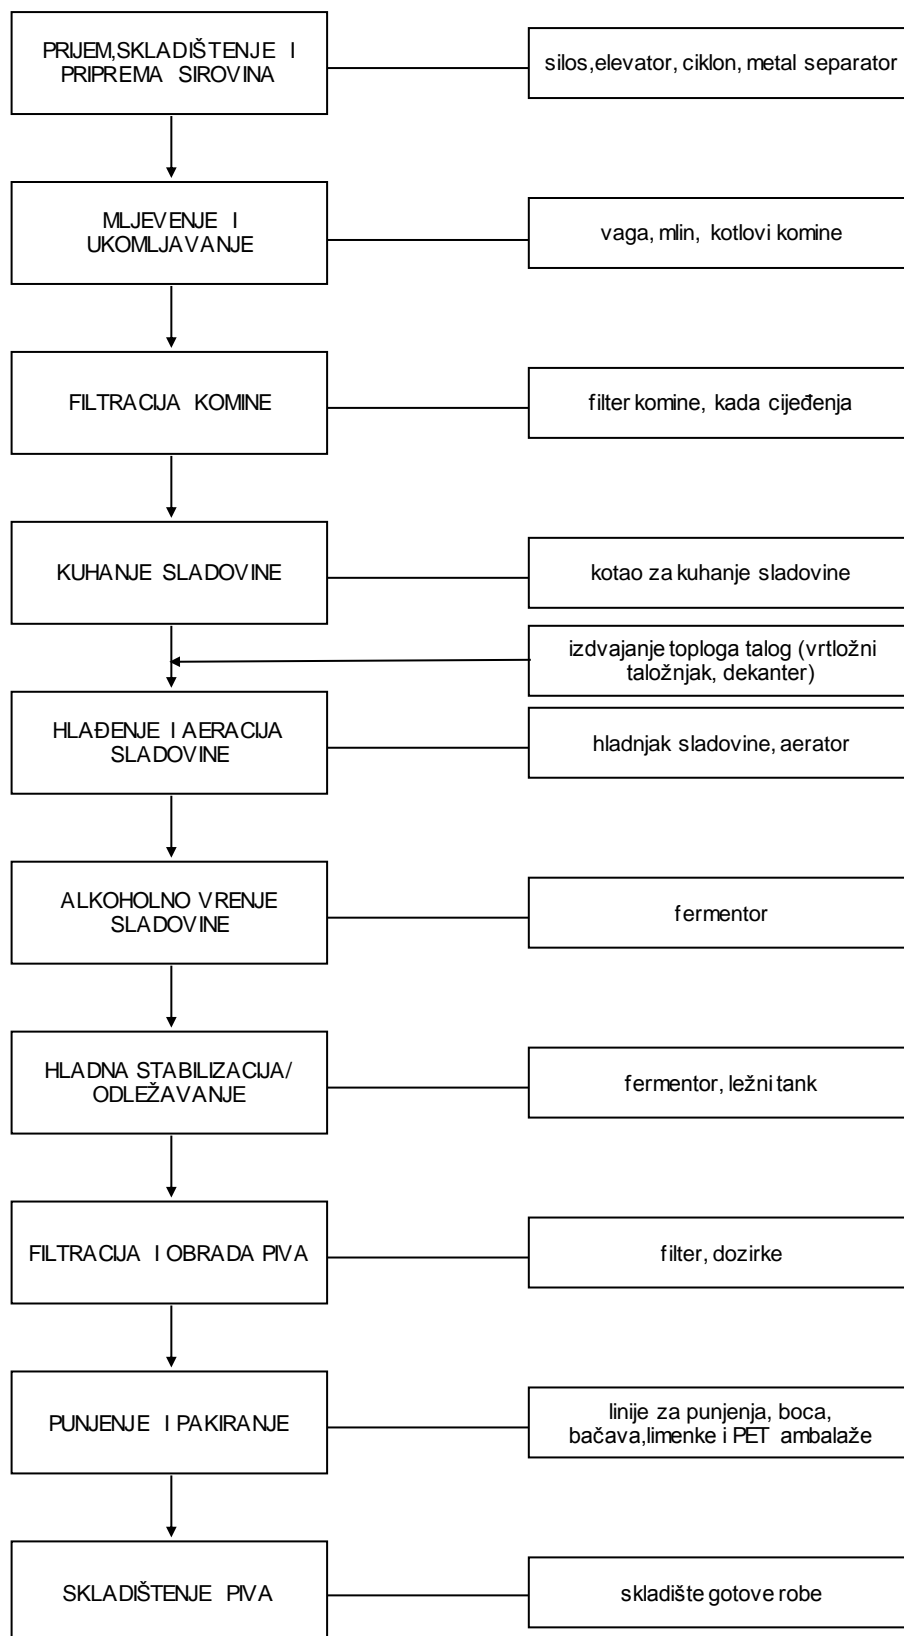 PRIJEM,SKLADIŠTENJE I
PRIPREMA SIROVINA
silos,elevator, ciklon, metal separator
MLJEVENJE I
UKOMLJAVANJE
vaga, mlin, kotlovi komine
FILTRACIJA KOMINE
filter komine, kada cijeđenja
KUHANJE SLADOVINE
kotao za kuhanje sladovine
izdvajanje toploga talog (vrtložni
taložnjak, dekanter)
HLAĐENJE I AERACIJA
SLADOVINE
hladnjak sladovine, aerator
ALKOHOLNO VRENJE
SLADOVINE
fermentor
HLADNA STABILIZACIJA/
ODLEŽAVANJE
fermentor, ležni tank
FILTRACIJA I OBRADA PIVA
filter, dozirke
PUNJENJE I PAKIRANJE
linije za punjenja, boca,
bačava,limenke i PET ambalaže
SKLADIŠTENJE PIVA
skladište gotove robe